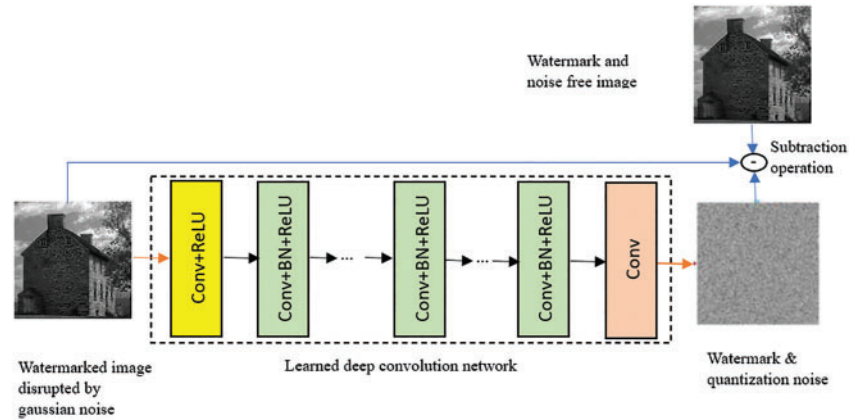 Watermark and
noise free image
Subtraction
operation
-
Conv+ReLU
Conv+BN+ReLU
...
Conv+BN+ReLU
...
Conv+BN+ReLU
Conv
Learned deep convolution network
Watermarked image
disrupted by
gaussian noise
Watermark &
quantization noise